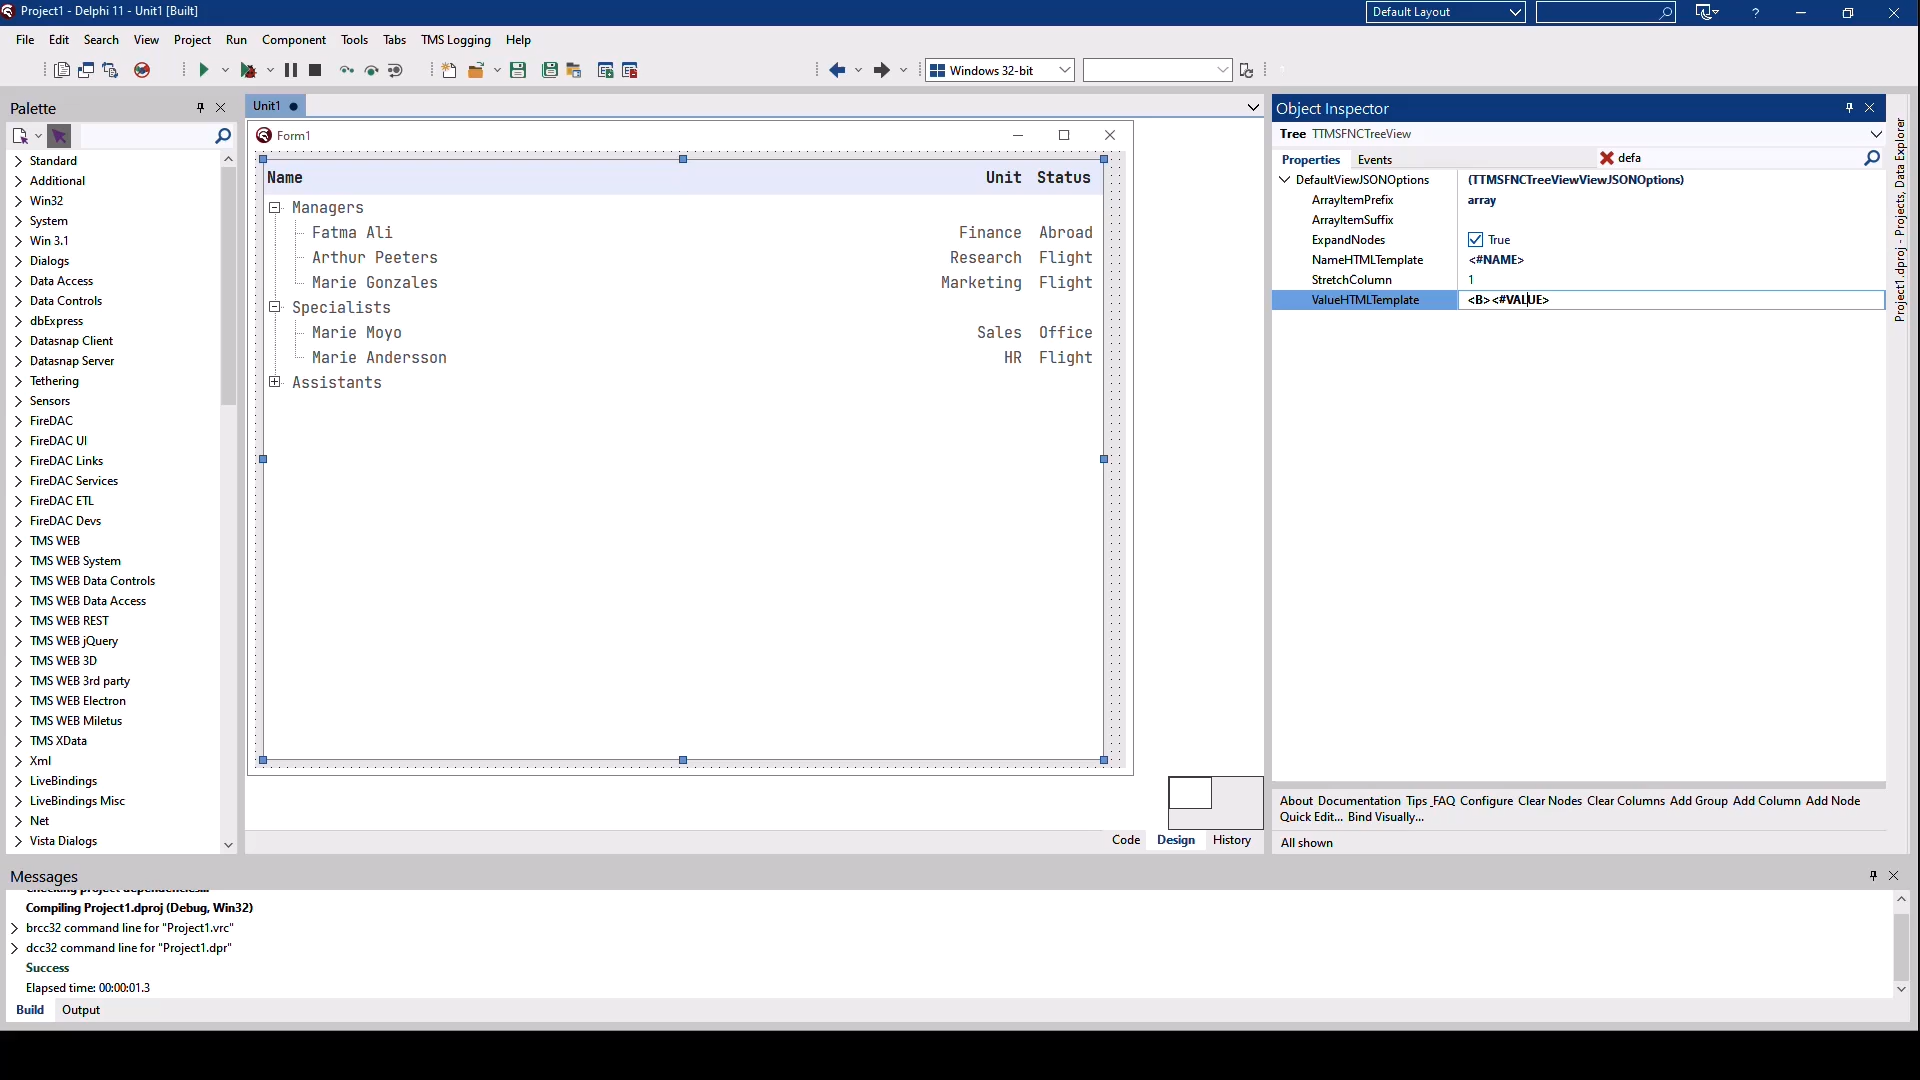 Project1 - Delphi 11 - Unit1 [Built]
Default Layout
?
File Edit Search View Project Run Component Tools Tabs TMS Logging Help
Windows 32-bit
Palette
Standard
Additional
Win32
System
Win 3.1
Dialogs
Data Access
Data Controls
dbExpress
Datasnap Client
Datasnap Server
Tethering
Sensors
FireDAC
FireDAC UI
FireDAC Links
FireDAC Services
FireDAC ETL
FireDAC Devs
TMS WEB
TMS WEB System
TMS WEB Data Controls
TMS WEB Data Access
TMS WEB REST
TMS WEB jQuery
TMS WEB 3D
TMS WEB 3rd party
TMS WEB Electron
TMS WEB Miletus
TMS XData
Xml
LiveBindings
LiveBindings Misc
Net
Vista Dialogs
Unit1
Form1
Name Unit Status
Managers
Fatma Ali Finance Abroad
Arthur Peeters Research Flight
Marie Gonzales Marketing Flight
Specialists
Marie Moyo Sales Office
Marie Andersson HR Flight
Assistants
Code Design History
Object Inspector
Tree TTMSFNCTreeView
Properties Events defa
DefaultViewJSONOptions (TTMSFNCTreeViewViewJSONOptions)
ArrayItemPrefix array
ArrayItemSuffix
ExpandNodes True
NameHTMLTemplate <#NAME>
StretchColumn 1
ValueHTMLTemplate <B><#VALUE>
About Documentation Tips_FAQ Configure Clear Nodes Clear Columns Add Group Add Column Add Node
Quick Edit... Bind Visually...
All shown
Project1.dproj - Projects, Data Explorer
Messages
Checking project dependencies...
Compiling Project1.dproj (Debug, Win32)
brcc32 command line for "Project1.vrc"
dcc32 command line for "Project1.dpr"
Success
Elapsed time: 00:00:01.3
Build Output